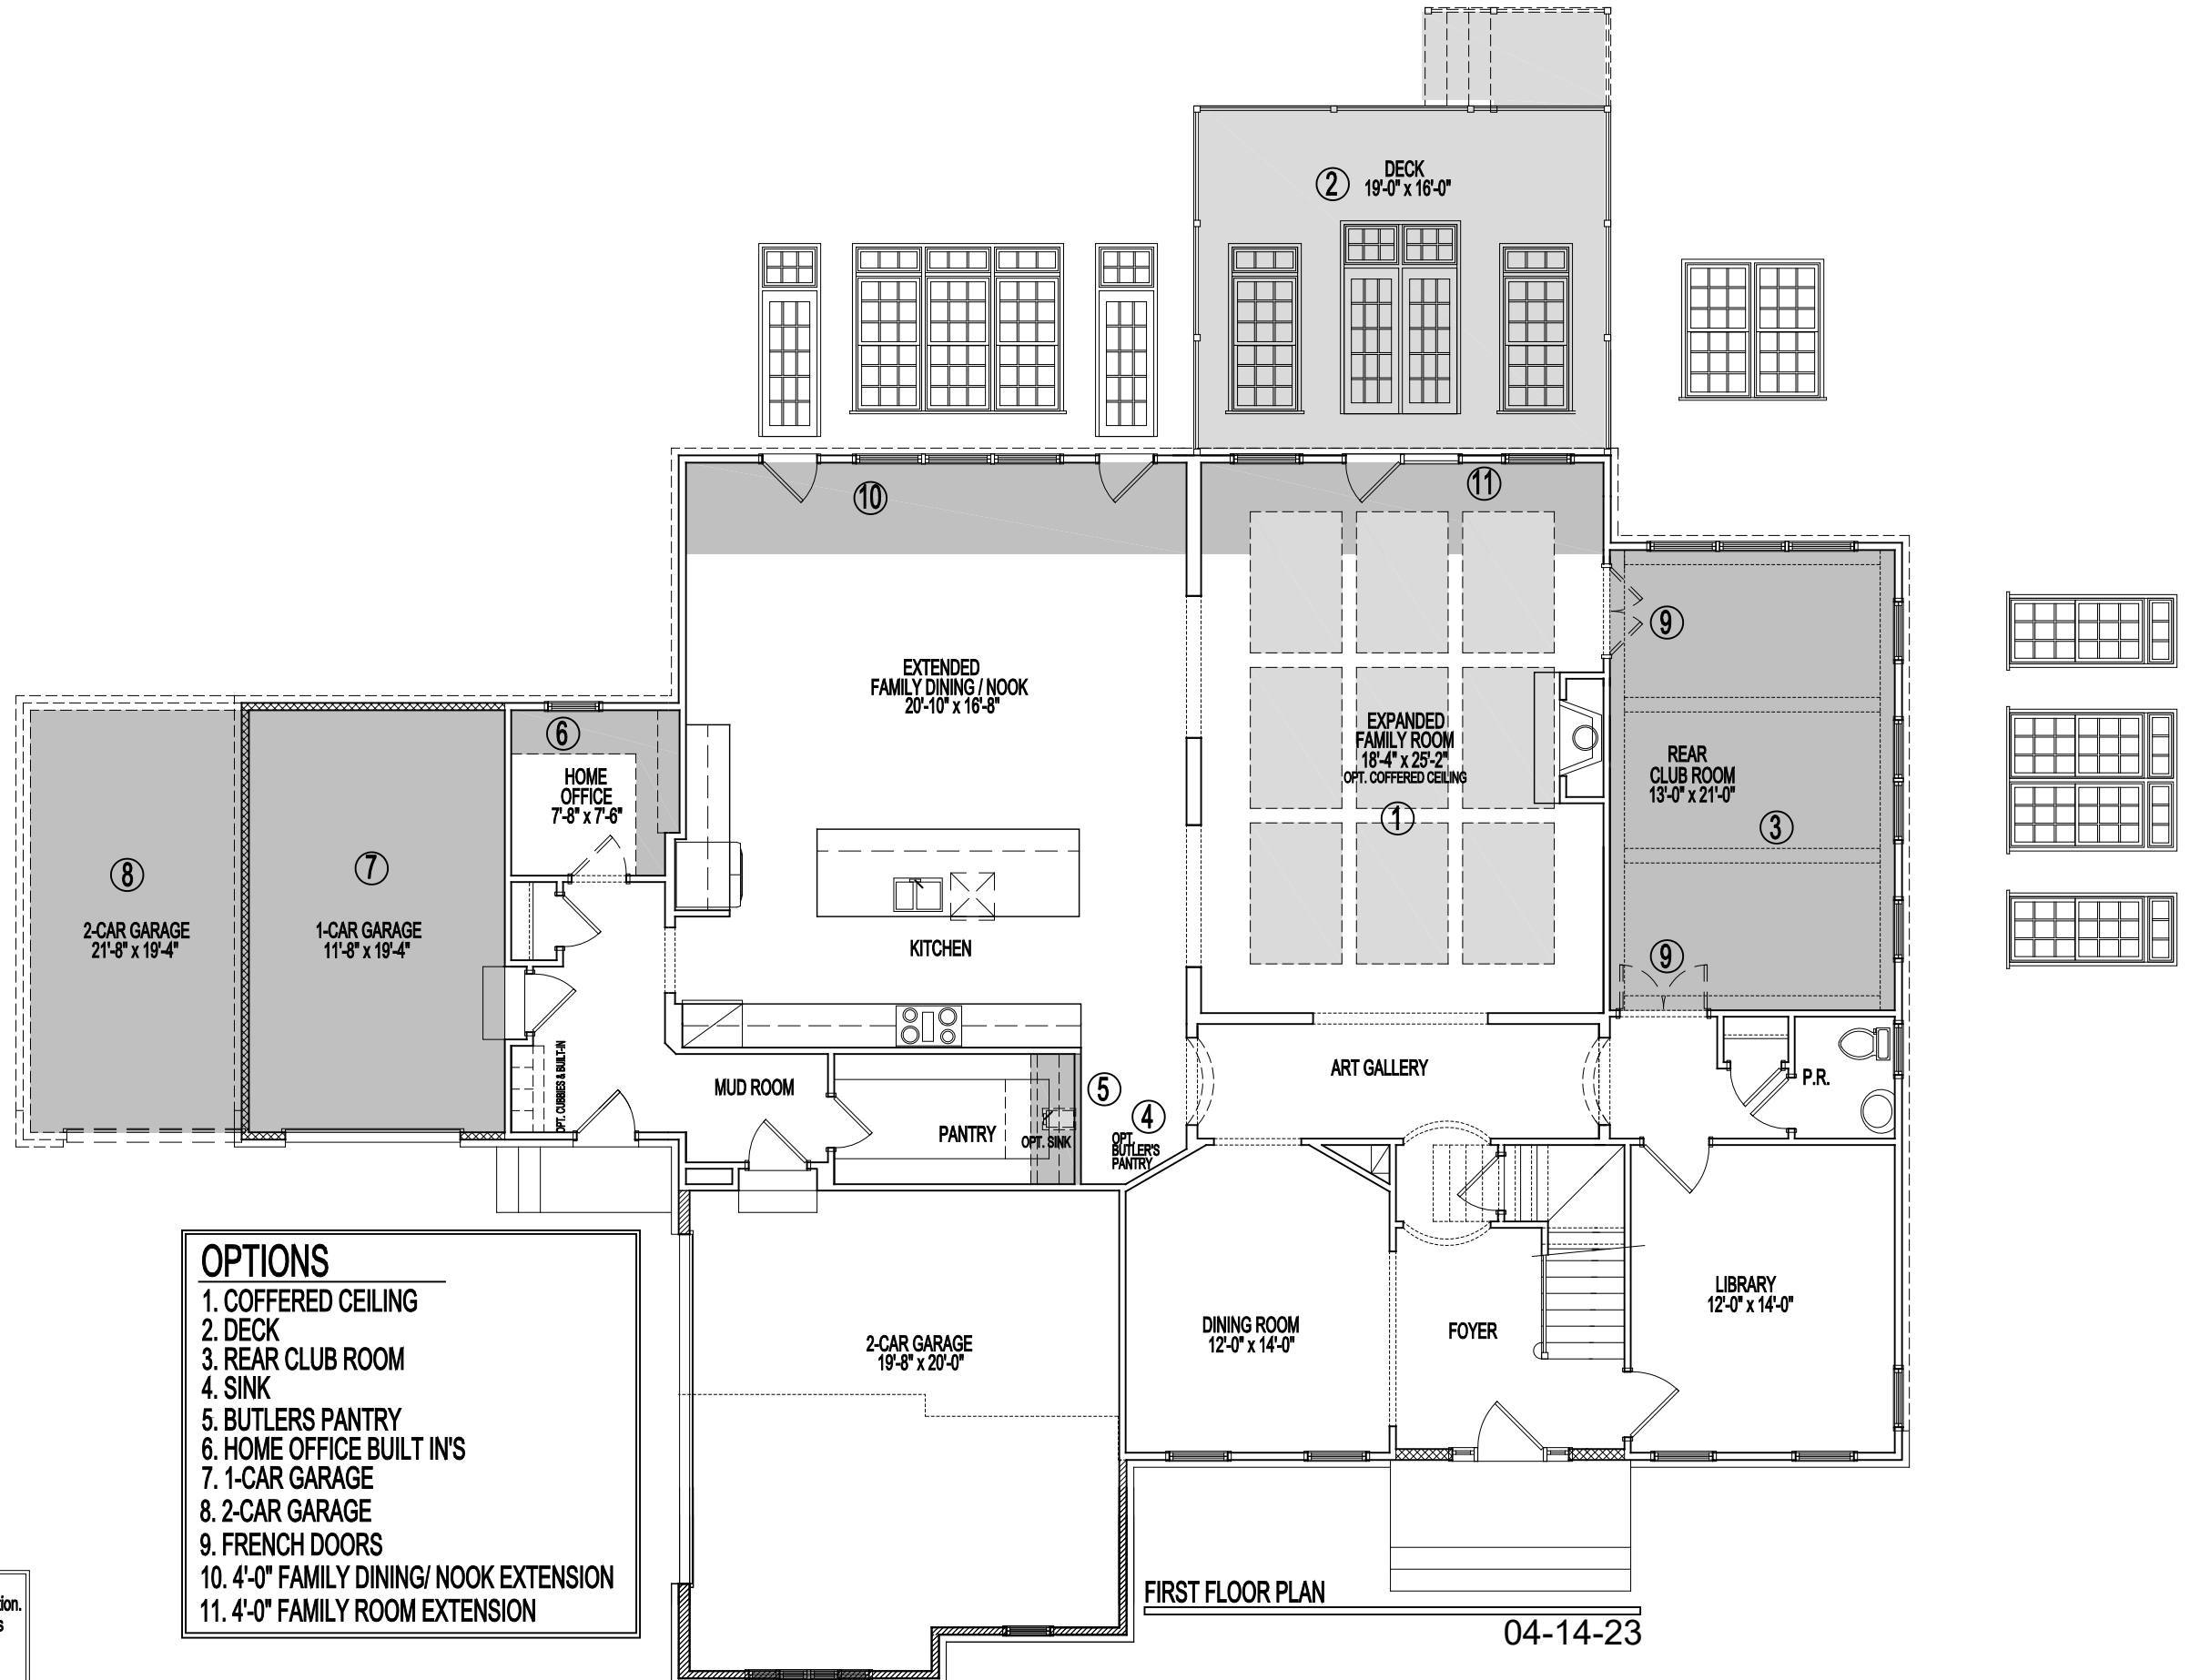 DECK
② 19'-0" x 16'-0"
⑩
⑪
⑨
EXTENDED
FAMILY DINING / NOOK
20'-10" x 16'-8"
⑥
HOME
OFFICE
7'-8" x 7'-6"
EXPANDED
FAMILY ROOM
18'-4" x 25'-2"
OPT. COFFERED CEILING
①
REAR
CLUB ROOM
13'-0" x 21'-0"
③
⑧
2-CAR GARAGE
21'-8" x 19'-4"
⑦
1-CAR GARAGE
11'-8" x 19'-4"
KITCHEN
⑨
OPT. CUBBIES & BUILT-IN
MUD ROOM
PANTRY
OPT. SINK
⑤
④
OPT.
BUTLER'S
PANTRY
ART GALLERY
P.R.
2-CAR GARAGE
19'-8" x 20'-0"
DINING ROOM
12'-0" x 14'-0"
FOYER
LIBRARY
12'-0" x 14'-0"
OPTIONS
1. COFFERED CEILING
2. DECK
3. REAR CLUB ROOM
4. SINK
5. BUTLERS PANTRY
6. HOME OFFICE BUILT IN'S
7. 1-CAR GARAGE
8. 2-CAR GARAGE
9. FRENCH DOORS
10. 4'-0" FAMILY DINING/ NOOK EXTENSION
11. 4'-0" FAMILY ROOM EXTENSION
FIRST FLOOR PLAN
04-14-23